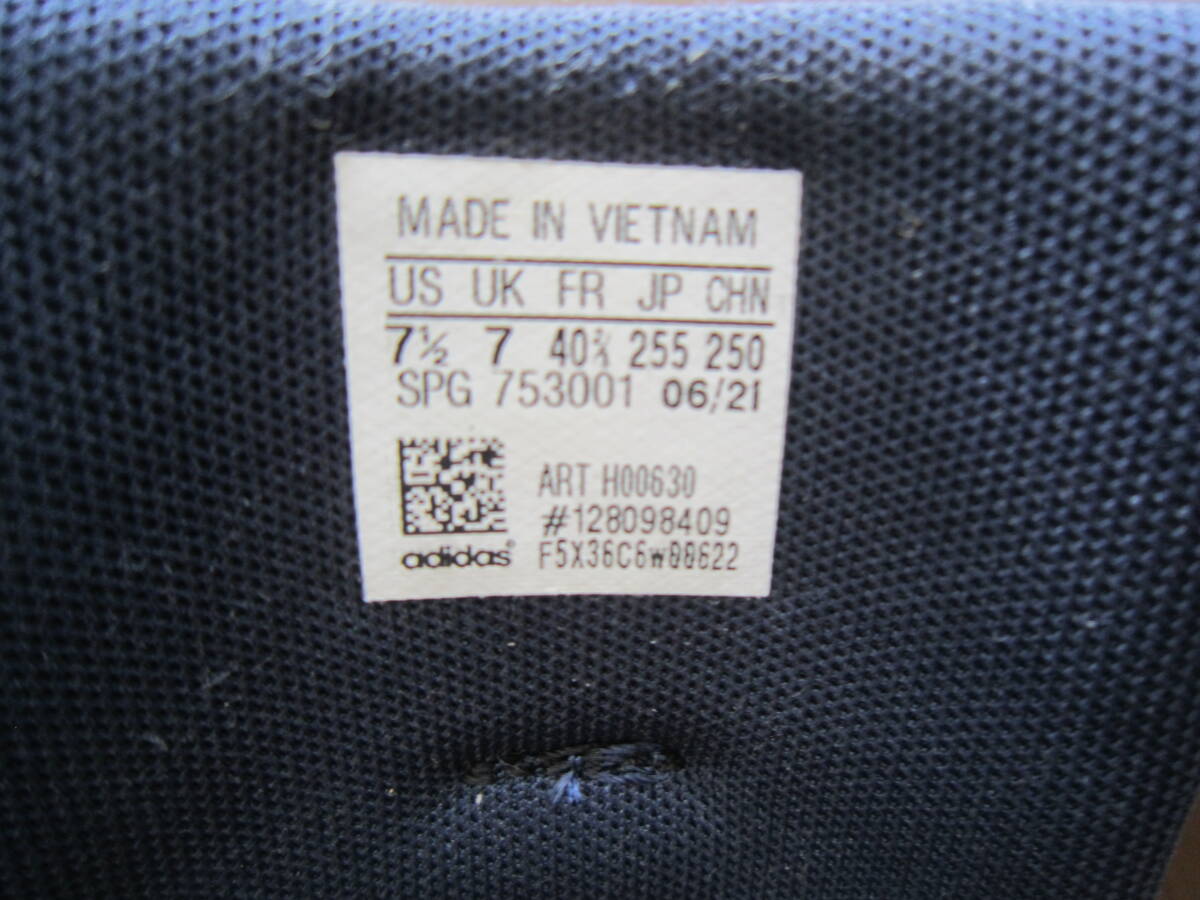 MADE IN VIETNAM
US UK FR JP CHN
7½ 7 40⅔ 255 250
SPG 753001 06/21
ART H00630
#128098409
adidas® F5X36C6w00622